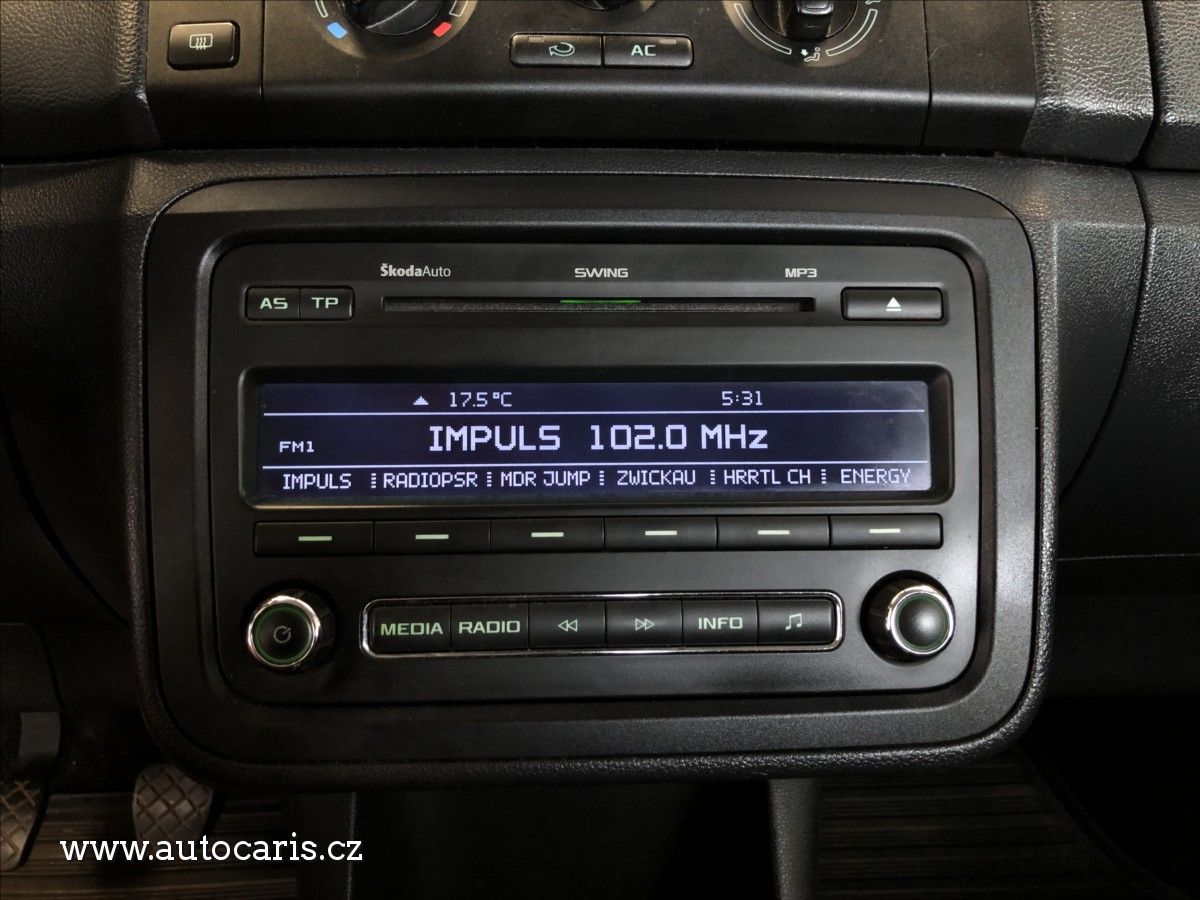 AC
ŠkodaAuto SWING MP3
AS TP
17.5°C 5:31
FM1 IMPULS 102.0 MHz
IMPULS RADIOPSR MDR JUMP ZWICKAU HRRTL CH ENERGY
MEDIA RADIO INFO
www.autocaris.cz